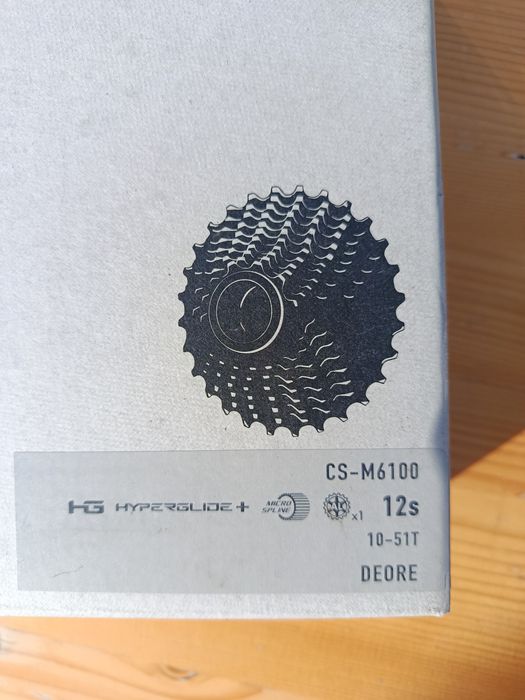 CS-M6100
HG HYPERGLIDE+ MICRO SPLINE x1 12s
10-51T
DEORE